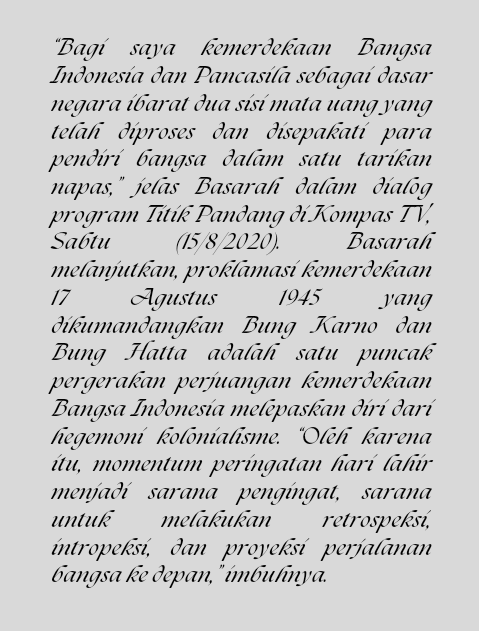 “Bagi saya kemerdekaan Bangsa
Indonesia dan Pancasila sebagai dasar
negara ibarat dua sisi mata uang yang
telah diproses dan disepakati para
pendiri bangsa dalam satu tarikan
napas,” jelas Basarah dalam dialog
program Titik Pandang di Kompas TV,
Sabtu (15/8/2020). Basarah
melanjutkan, proklamasi kemerdekaan
17 Agustus 1945 yang
dikumandangkan Bung Karno dan
Bung Hatta adalah satu puncak
pergerakan perjuangan kemerdekaan
Bangsa Indonesia melepaskan diri dari
hegemoni kolonialisme. “Oleh karena
itu, momentum peringatan hari lahir
menjadi sarana pengingat, sarana
untuk melakukan retrospeksi,
intropeksi, dan proyeksi perjalanan
bangsa ke depan,” imbuhnya.